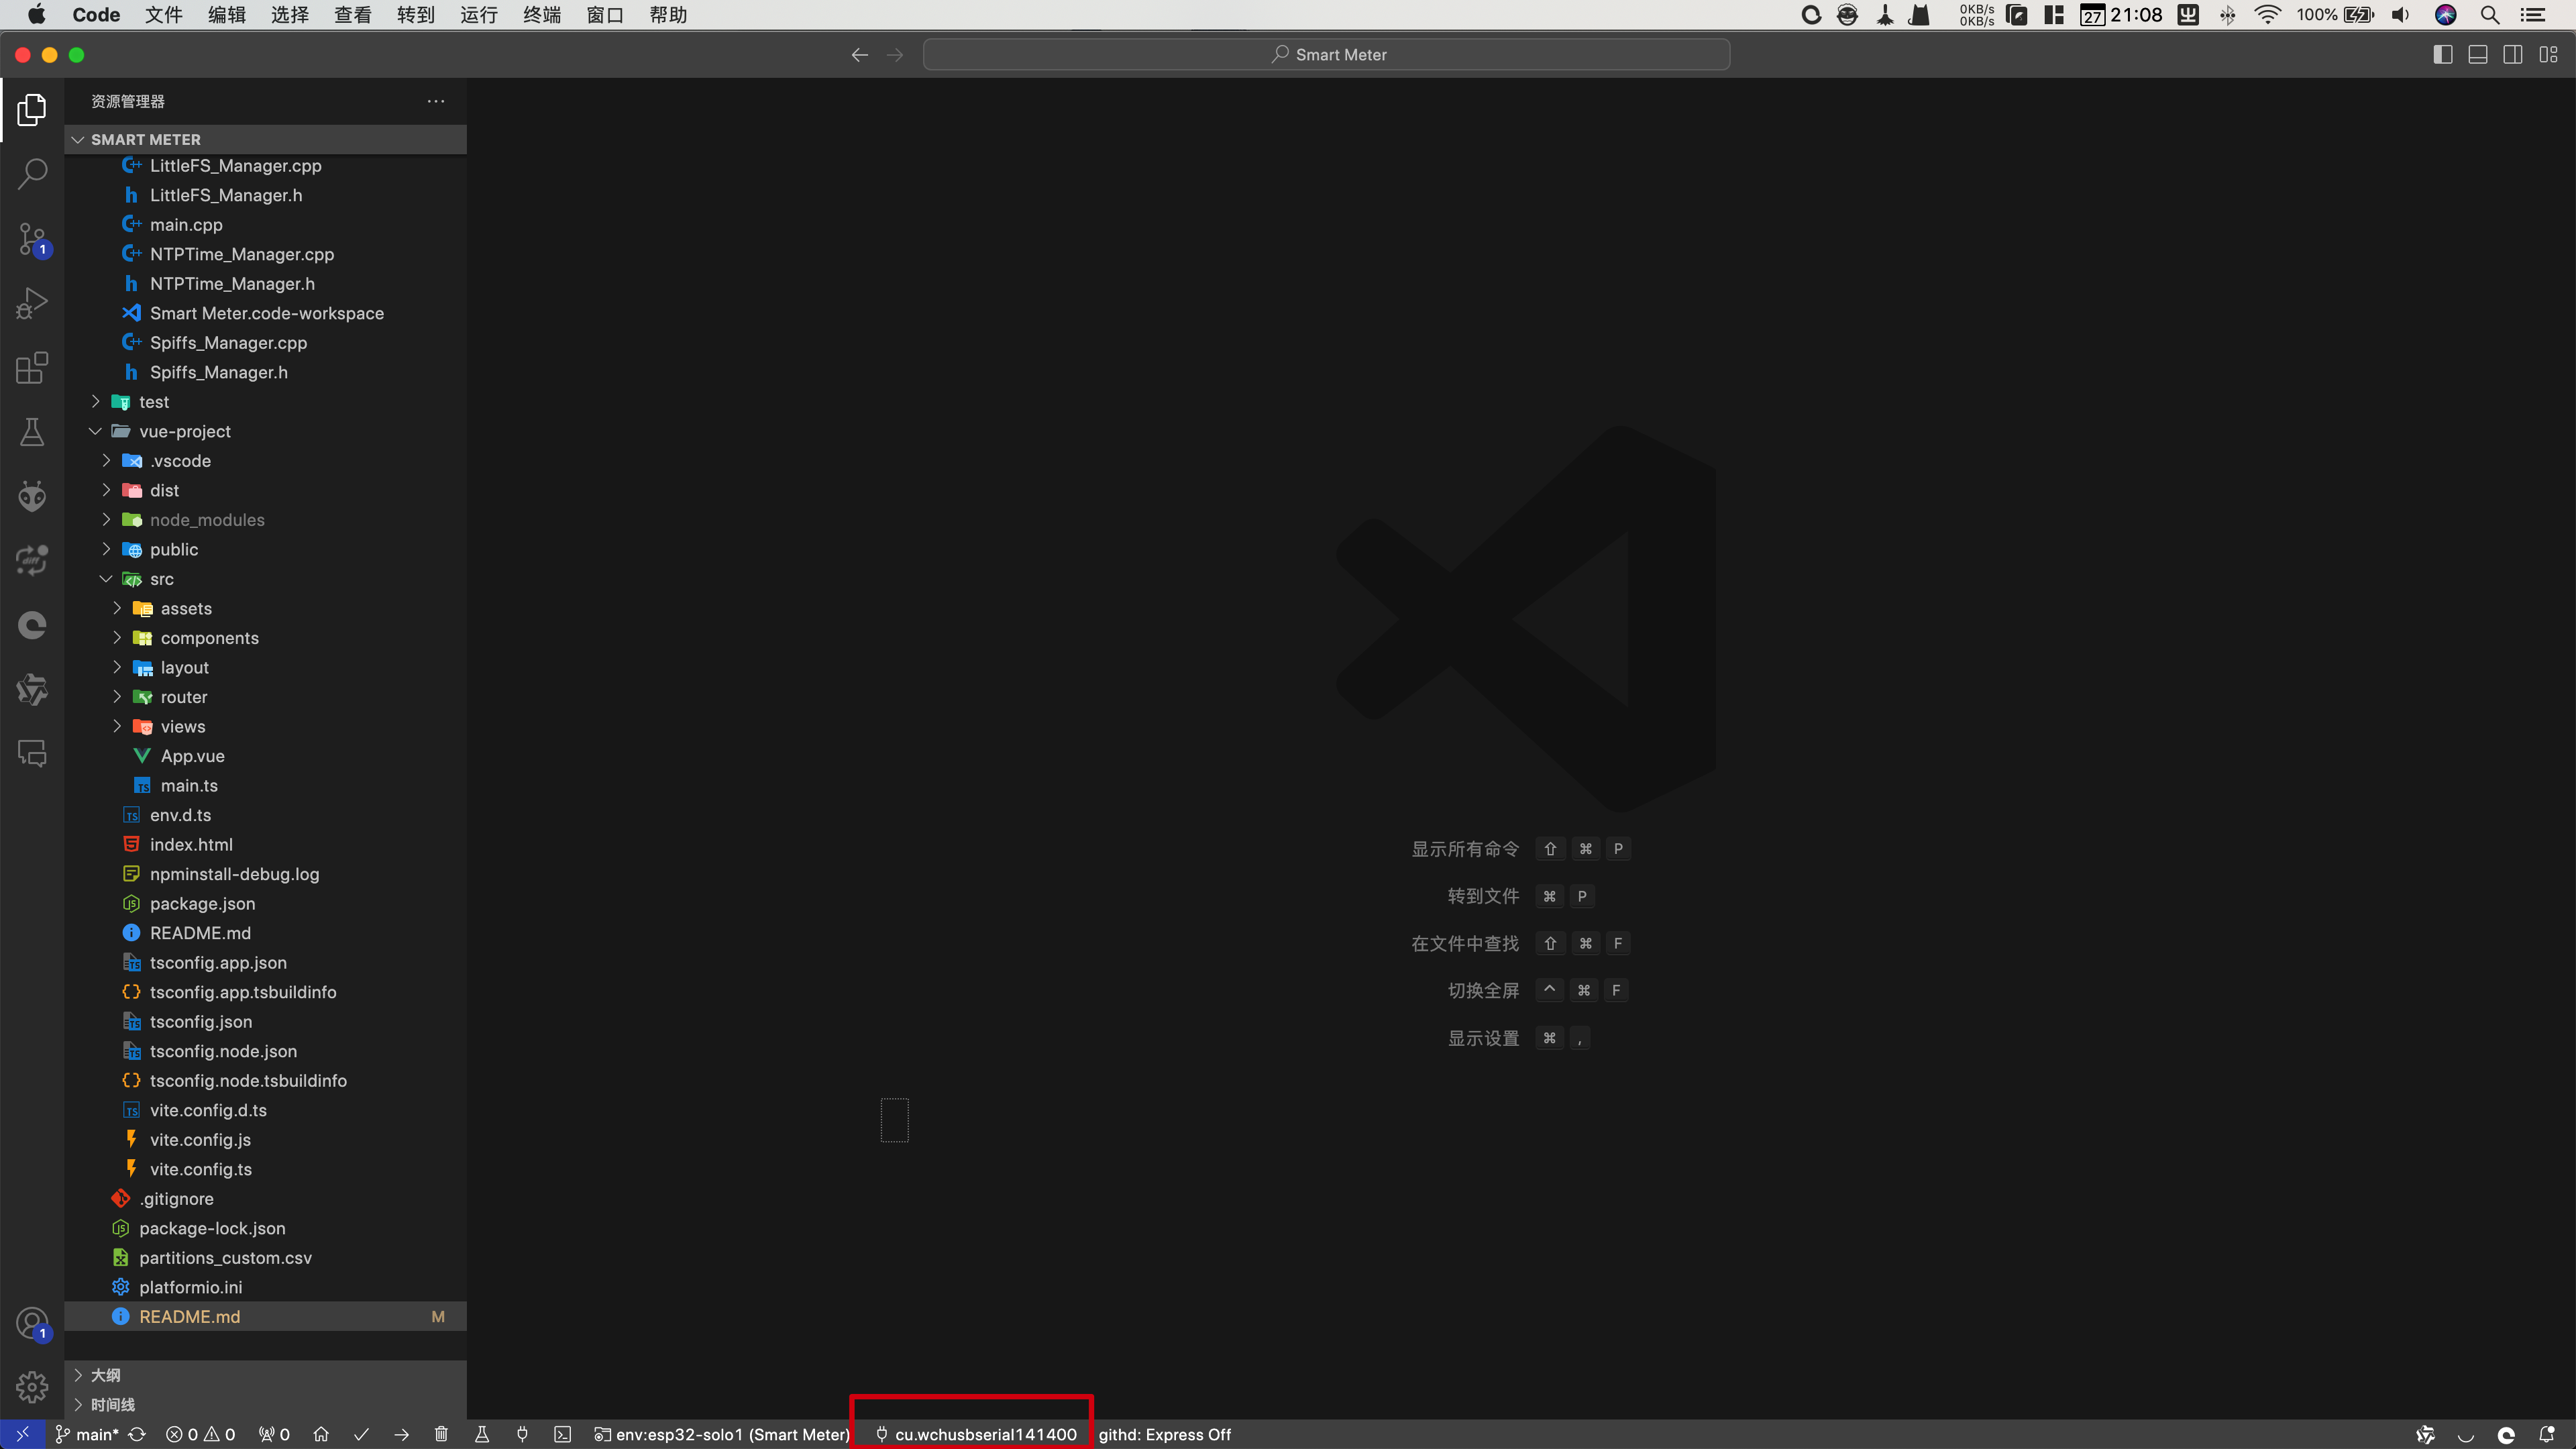 Code 文件 编辑 选择 查看 转到 运行 终端 窗口 帮助
0KB/s
0KB/s
27 21:08 100%
Smart Meter
资源管理器
SMART METER
LittleFS_Manager.cpp
LittleFS_Manager.h
main.cpp
NTPTime_Manager.cpp
NTPTime_Manager.h
Smart Meter.code-workspace
Spiffs_Manager.cpp
Spiffs_Manager.h
test
vue-project
.vscode
dist
node_modules
public
src
assets
components
layout
router
views
App.vue
main.ts
env.d.ts
index.html
npminstall-debug.log
package.json
README.md
tsconfig.app.json
tsconfig.app.tsbuildinfo
tsconfig.json
tsconfig.node.json
tsconfig.node.tsbuildinfo
vite.config.d.ts
vite.config.js
vite.config.ts
.gitignore
package-lock.json
partitions_custom.csv
platformio.ini
README.md M
大纲
时间线
1
1
显示所有命令 ⇧ ⌘ P
转到文件 ⌘ P
在文件中查找 ⇧ ⌘ F
切换全屏 ^ ⌘ F
显示设置 ⌘ ,
main* 0 0 0 env:esp32-solo1 (Smart Meter) cu.wchusbserial141400 githd: Express Off